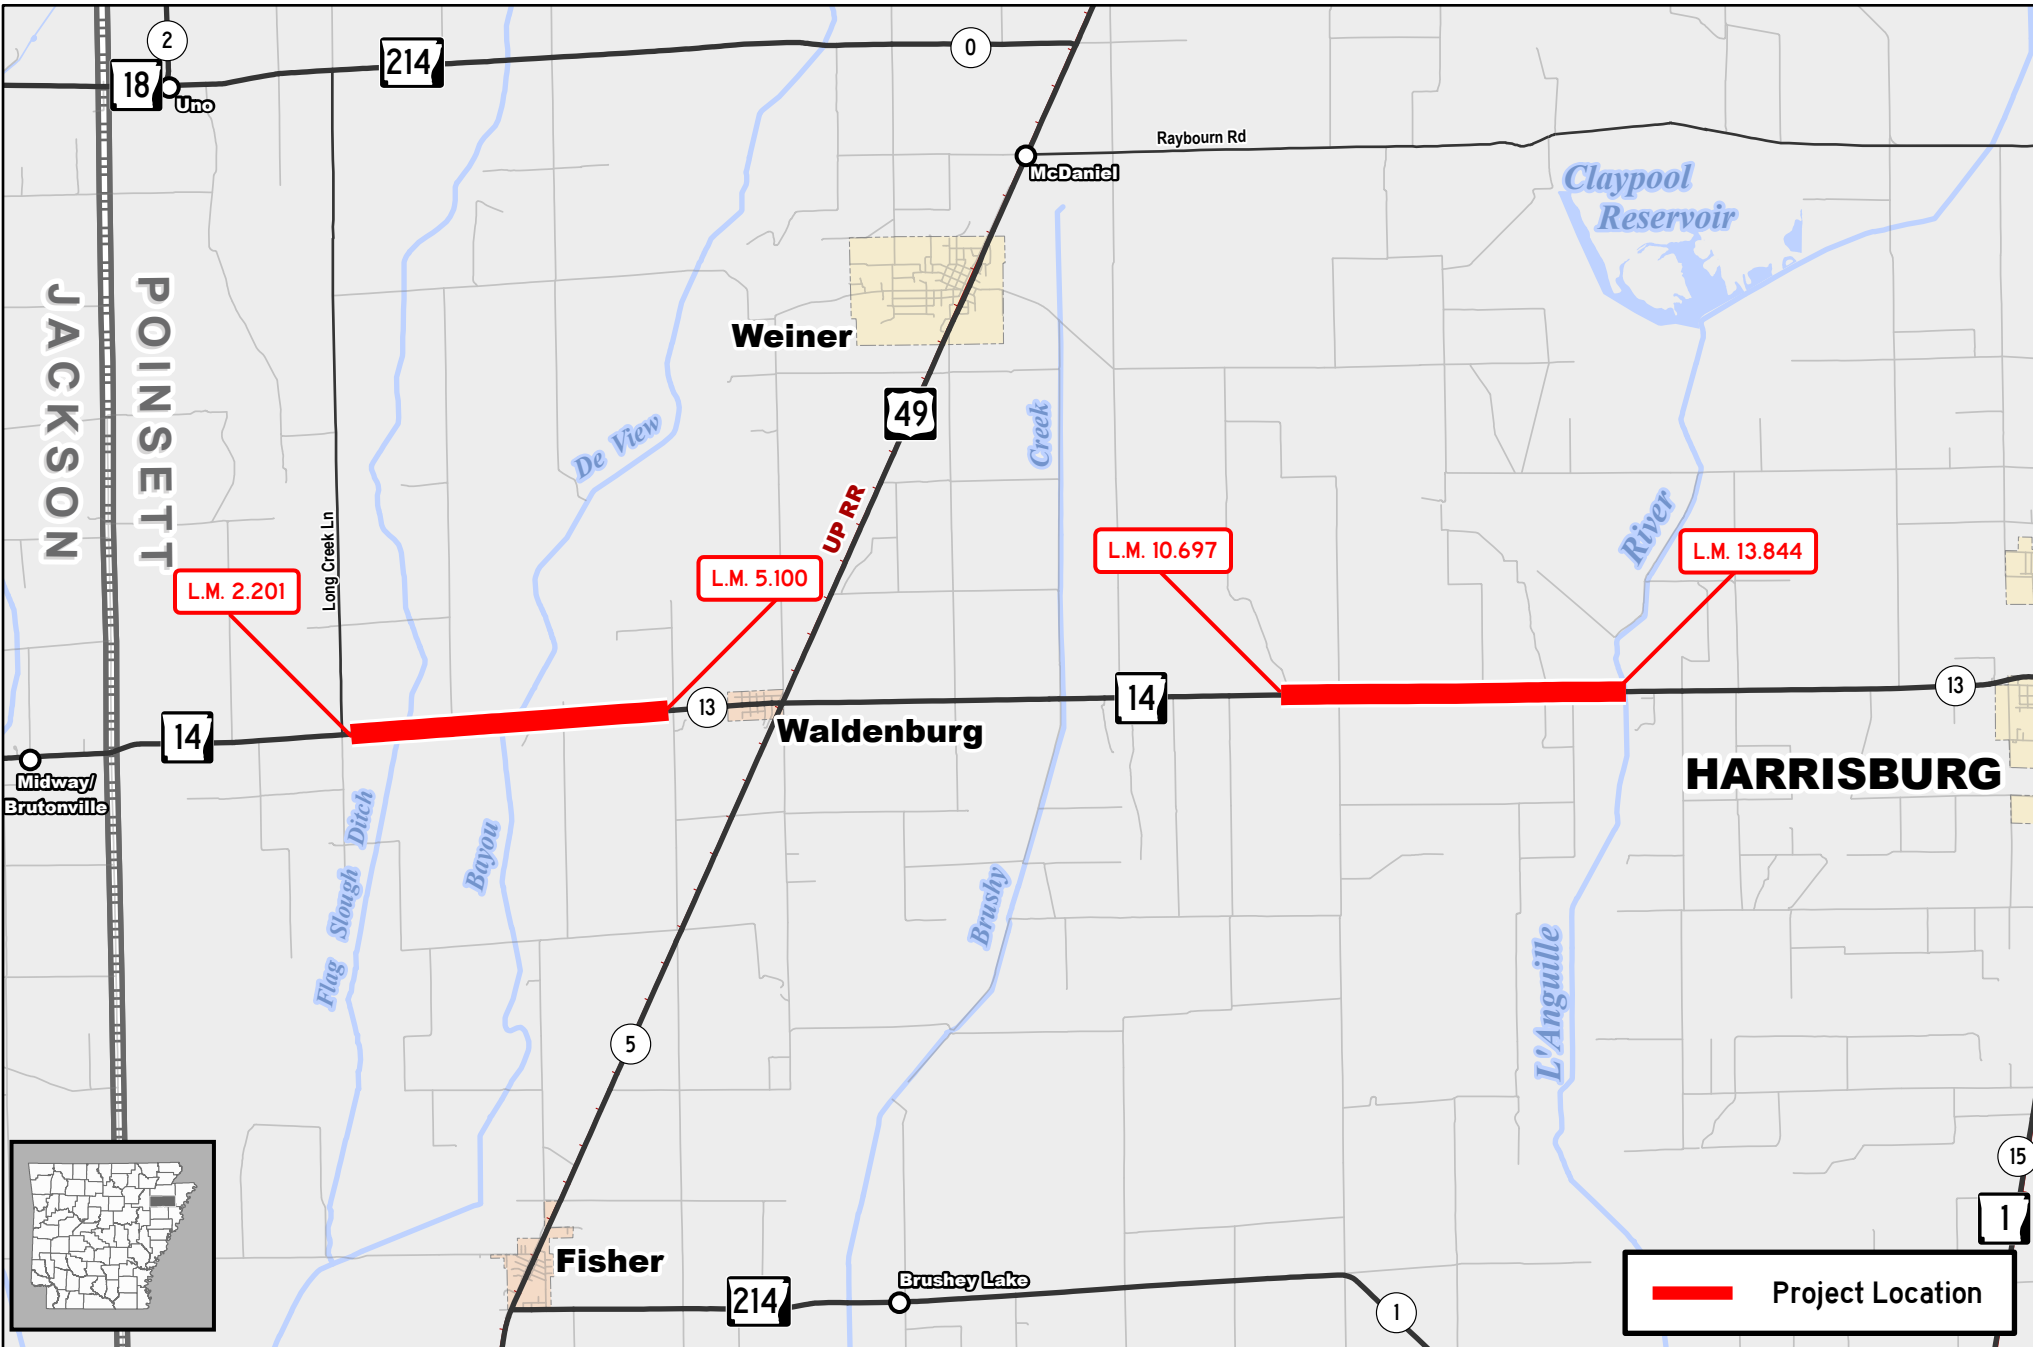 2
0
214
18
Uno
Raybourn Rd
McDaniel
Claypool
Reservoir
JACKSON
POINSETT
Weiner
49
De View
Creek
UP RR
River
Long Creek Ln
L.M. 2.201
L.M. 5.100
L.M. 10.697
L.M. 13.844
14
13
Waldenburg
14
13
HARRISBURG
Midway/
Brutonville
Flag Slough Ditch
Bayou
Brushy
L'Anguille
5
15
1
Fisher
214
Brushey Lake
1
Project Location